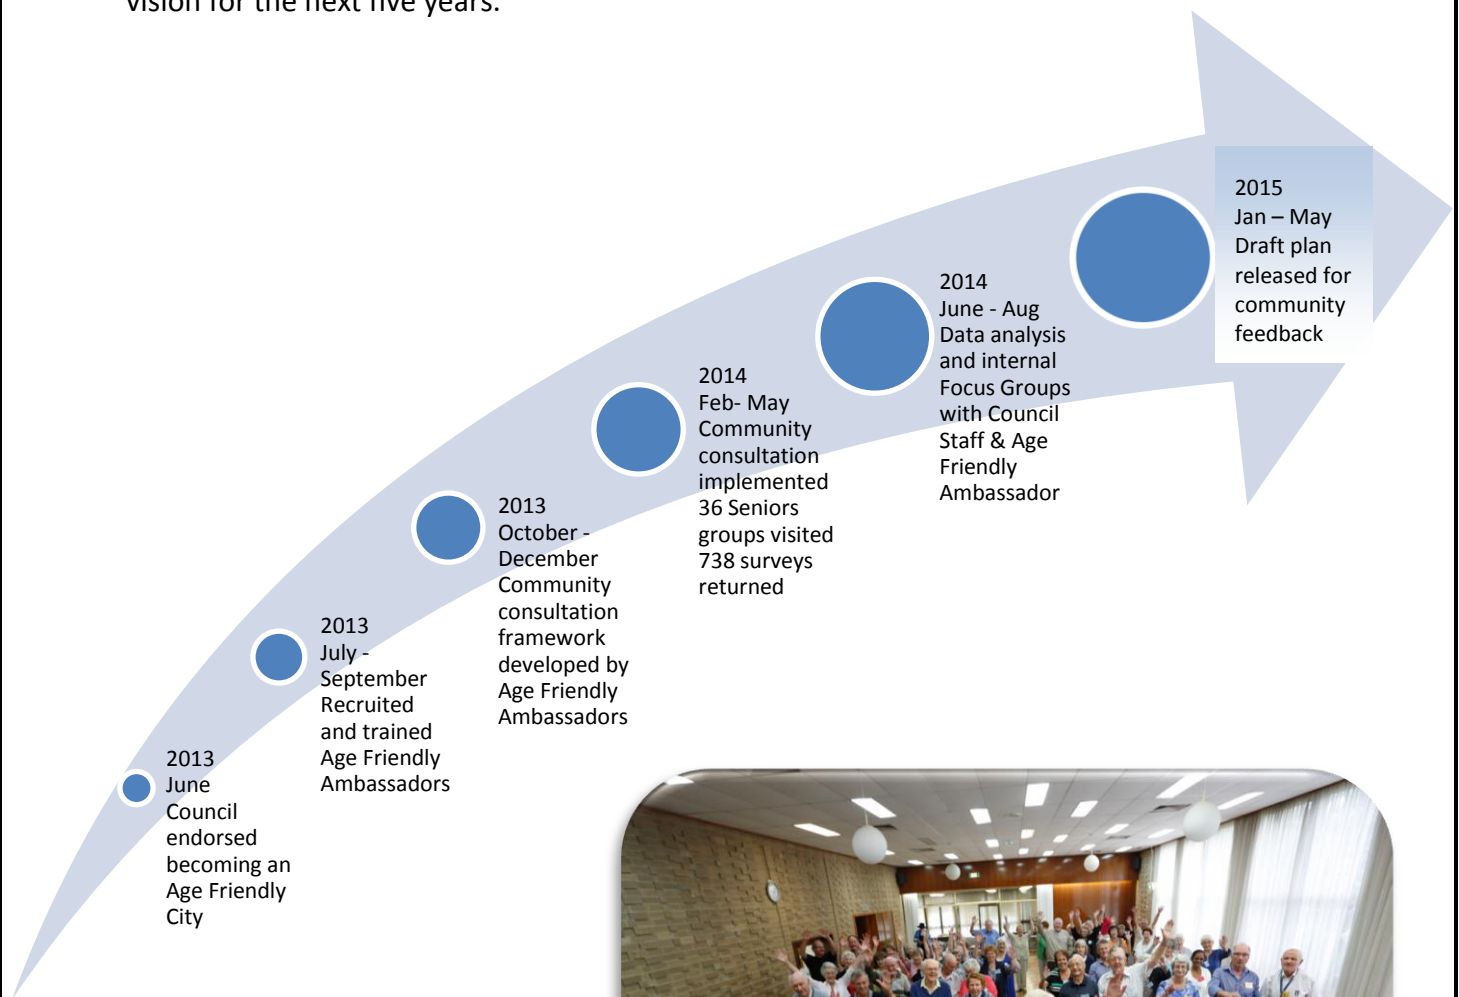 vision for the next five years.
2013
June
Council
endorsed
becoming an
Age Friendly
City
2013
July -
September
Recruited
and trained
Age Friendly
Ambassadors
2013
October -
December
Community
consultation
framework
developed by
Age Friendly
Ambassadors
2014
Feb- May
Community
consultation
implemented
36 Seniors
groups visited
738 surveys
returned
2014
June - Aug
Data analysis
and internal
Focus Groups
with Council
Staff & Age
Friendly
Ambassador
2015
Jan – May
Draft plan
released for
community
feedback